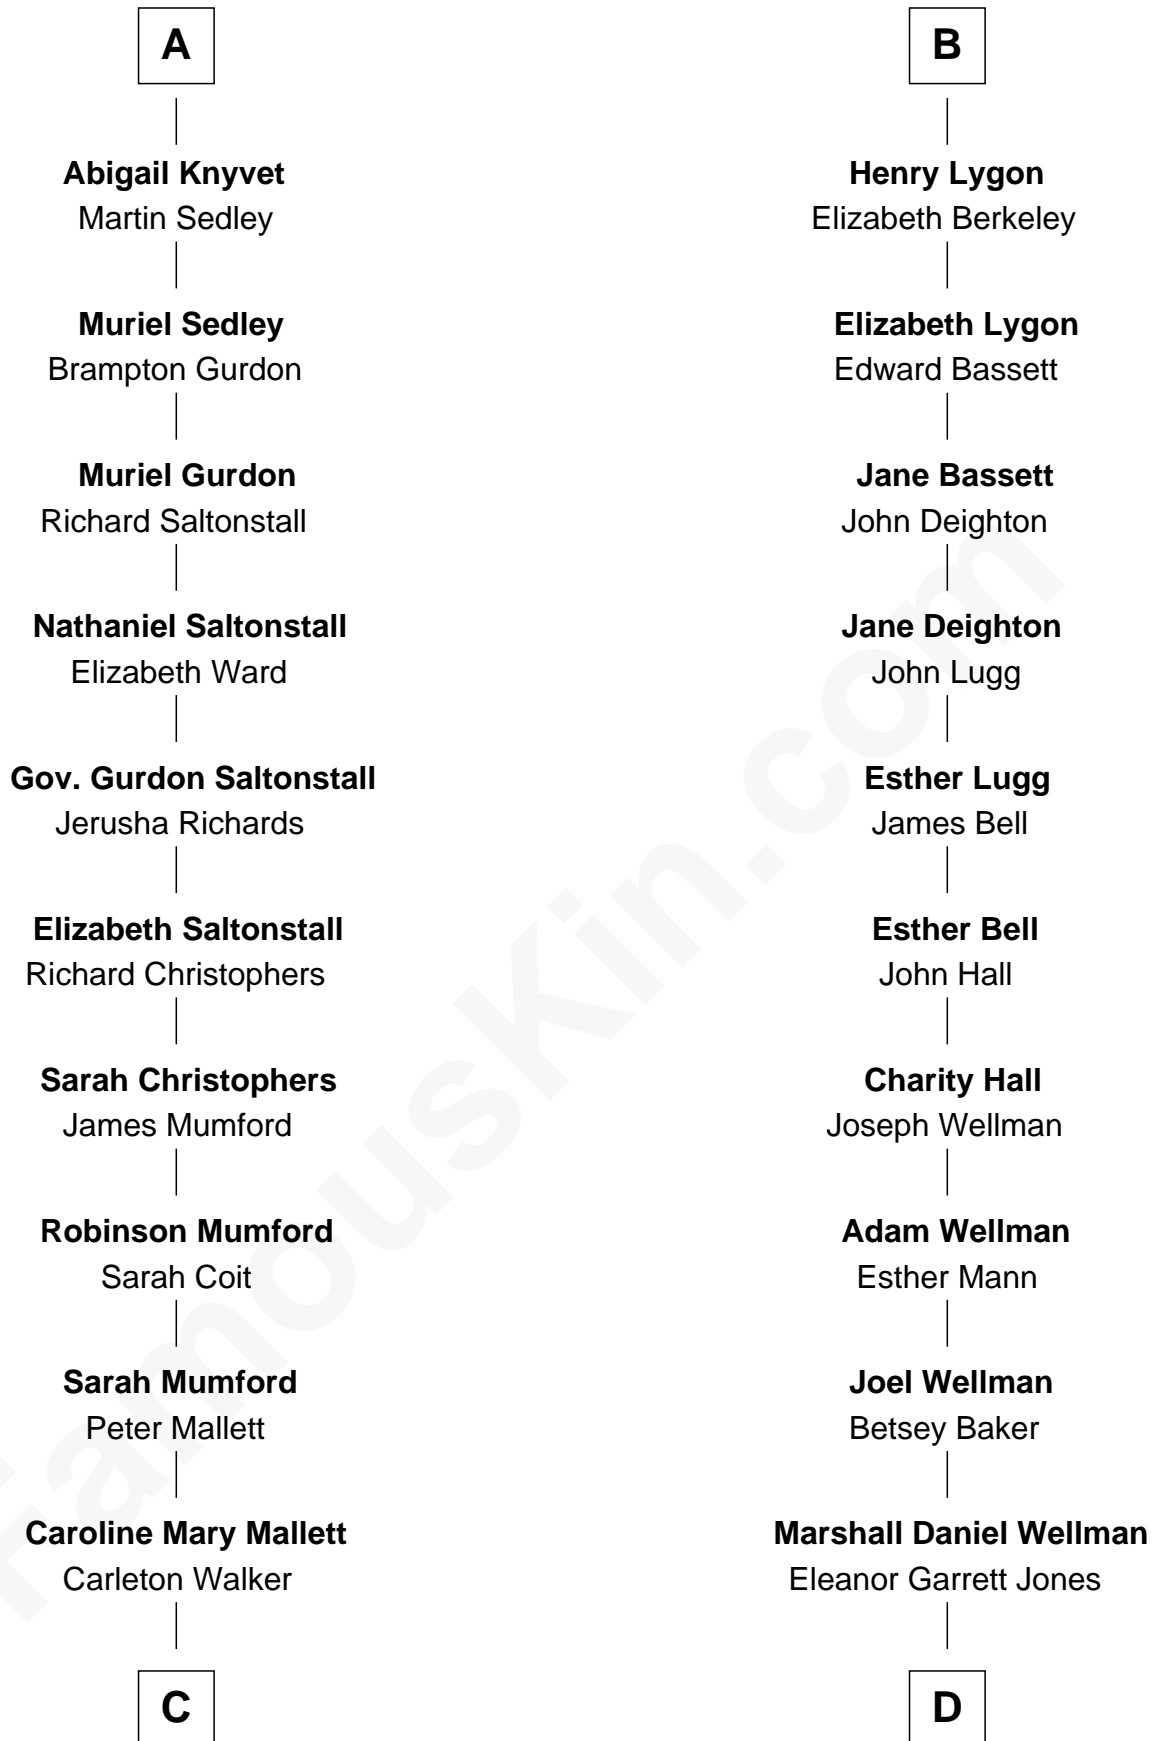 A
Abigail Knyvet
Martin Sedley
Muriel Sedley
Brampton Gurdon
Muriel Gurdon
Richard Saltonstall
Nathaniel Saltonstall
Elizabeth Ward
Gov. Gurdon Saltonstall
Jerusha Richards
Elizabeth Saltonstall
Richard Christophers
Sarah Christophers
James Mumford
Robinson Mumford
Sarah Coit
Sarah Mumford
Peter Mallett
Caroline Mary Mallett
Carleton Walker
C
B
Henry Lygon
Elizabeth Berkeley
Elizabeth Lygon
Edward Bassett
Jane Bassett
John Deighton
Jane Deighton
John Lugg
Esther Lugg
James Bell
Esther Bell
John Hall
Charity Hall
Joseph Wellman
Adam Wellman
Esther Mann
Joel Wellman
Betsey Baker
Marshall Daniel Wellman
Eleanor Garrett Jones
D
FamousKin.com